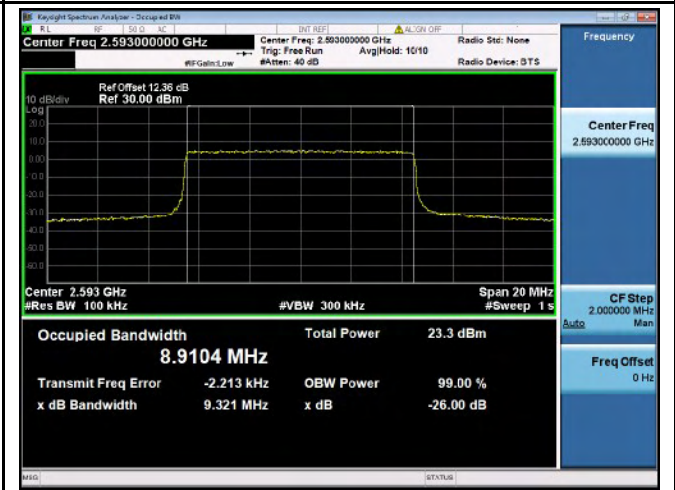 Keysight Spectrum Analyzer - Occupied BW
RL RF 50 Ω AC INT REF ALIGN OFF
Center Freq 2.593000000 GHz
Center Freq: 2.593000000 GHz
Radio Std: None
Trig: Free Run Avg|Hold: 10/10
#IFGain:Low #Atten: 40 dB Radio Device: BTS
Frequency
Ref Offset 12.36 dB
10 dB/div Ref 30.00 dBm
Log
20.0
10.0
0.00
-10.0
-20.0
-30.0
-40.0
-50.0
-60.0
Center Freq
2.593000000 GHz
Center 2.593 GHz Span 20 MHz
#Res BW 100 kHz #VBW 300 kHz #Sweep 1 s
CF Step
2.000000 MHz
Auto Man
Occupied Bandwidth Total Power 23.3 dBm
8.9104 MHz
Transmit Freq Error -2.213 kHz OBW Power 99.00 %
x dB Bandwidth 9.321 MHz x dB -26.00 dB
Freq Offset
0 Hz
MSG STATUS